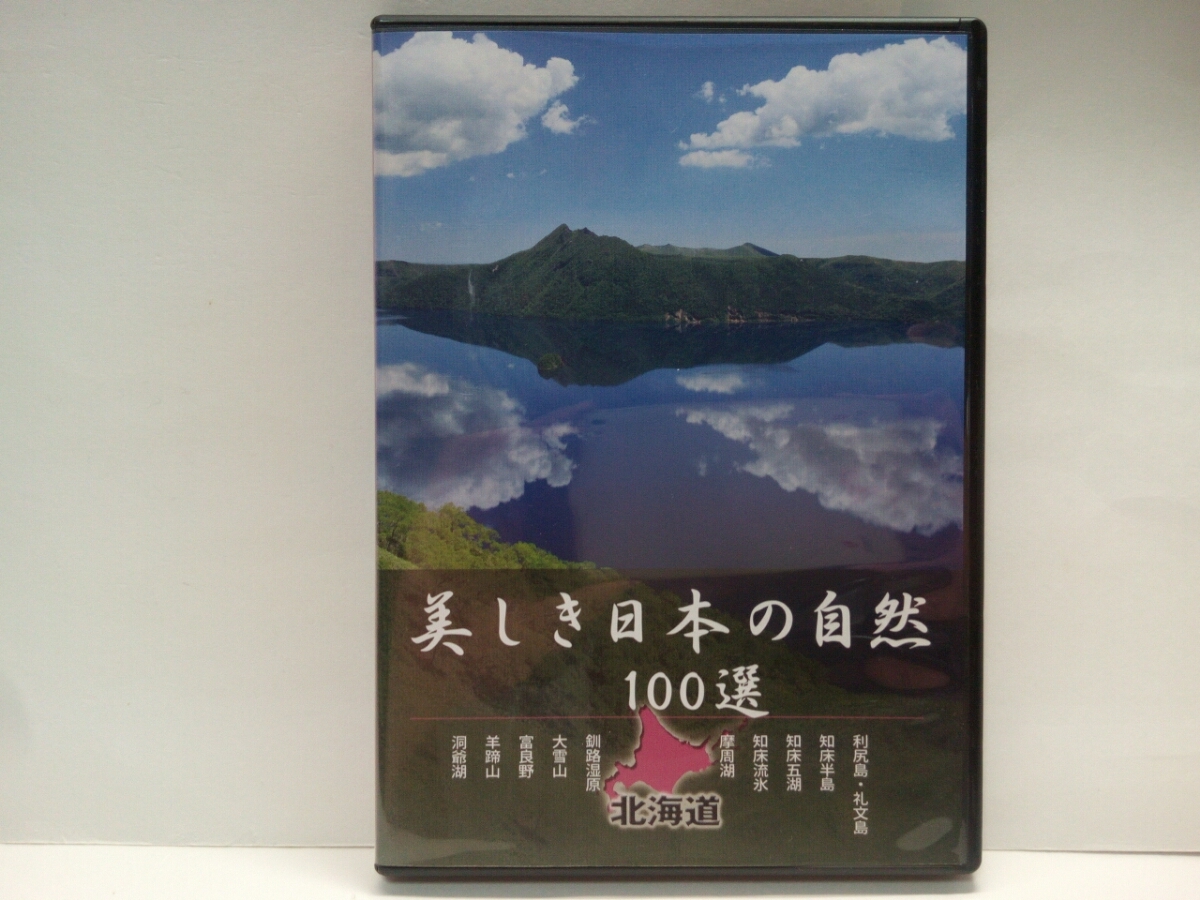 美しき日本の自然
100選
利尻島・礼文島
知床半島
知床五湖
知床流氷
摩周湖
釧路湿原
大雪山
富良野
羊蹄山
洞爺湖
北海道